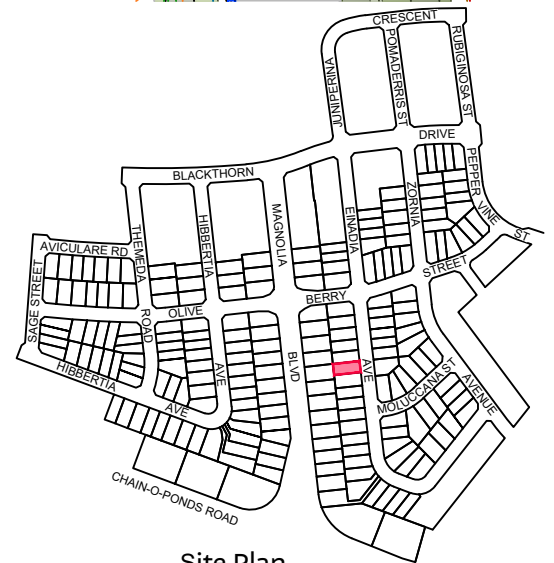 CRESCENT
JUNIPERINA
POMADERRIS ST
RUBIGINOSA ST
DRIVE
BLACKTHORN
PEPPER
VINE
ST
THEMEDA
HIBBERTIA
MAGNOLIA
EINADIA
ZORNIA
AVICULARE RD
SAGE STREET
STREET
BERRY
OLIVE
ROAD
AVE
BLVD
AVE
HIBBERTIA
AVE
MOLUCCANA ST
AVENUE
CHAIN-O-PONDS ROAD
Site Plan